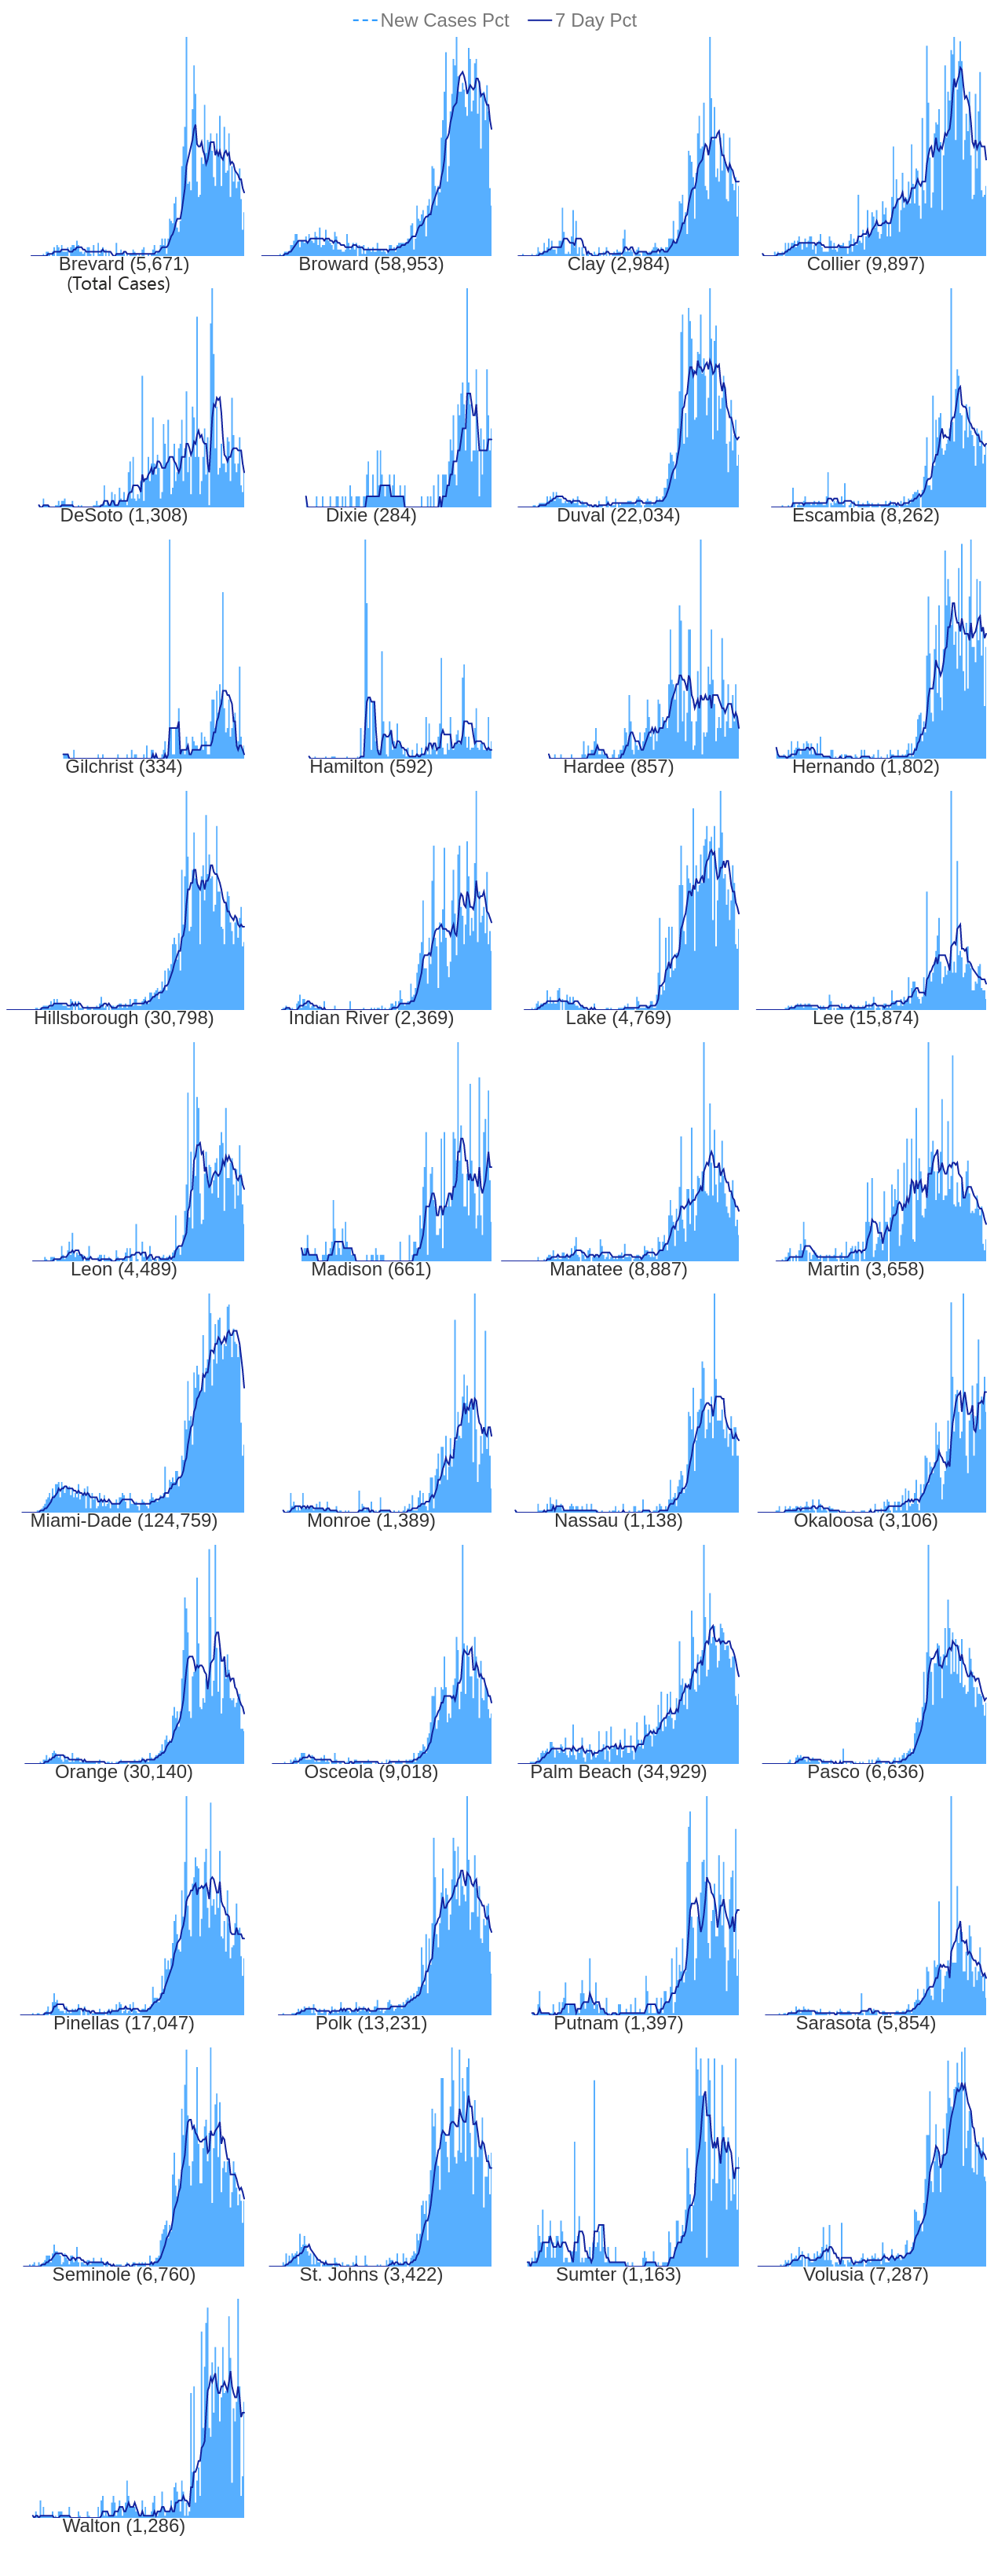 New Cases Pct 7 Day Pct
Brevard (5,671) Broward (58,953) Clay (2,984) Collier (9,897)
(Total Cases)
DeSoto (1,308) Dixie (284) Duval (22,034) Escambia (8,262)
Gilchrist (334) Hamilton (592) Hardee (857) Hernando (1,802)
Hillsborough (30,798) Indian River (2,369) Lake (4,769) Lee (15,874)
Leon (4,489) Madison (661) Manatee (8,887) Martin (3,658)
Miami-Dade (124,759) Monroe (1,389) Nassau (1,138) Okaloosa (3,106)
Orange (30,140) Osceola (9,018) Palm Beach (34,929) Pasco (6,636)
Pinellas (17,047) Polk (13,231) Putnam (1,397) Sarasota (5,854)
Seminole (6,760) St. Johns (3,422) Sumter (1,163) Volusia (7,287)
Walton (1,286)